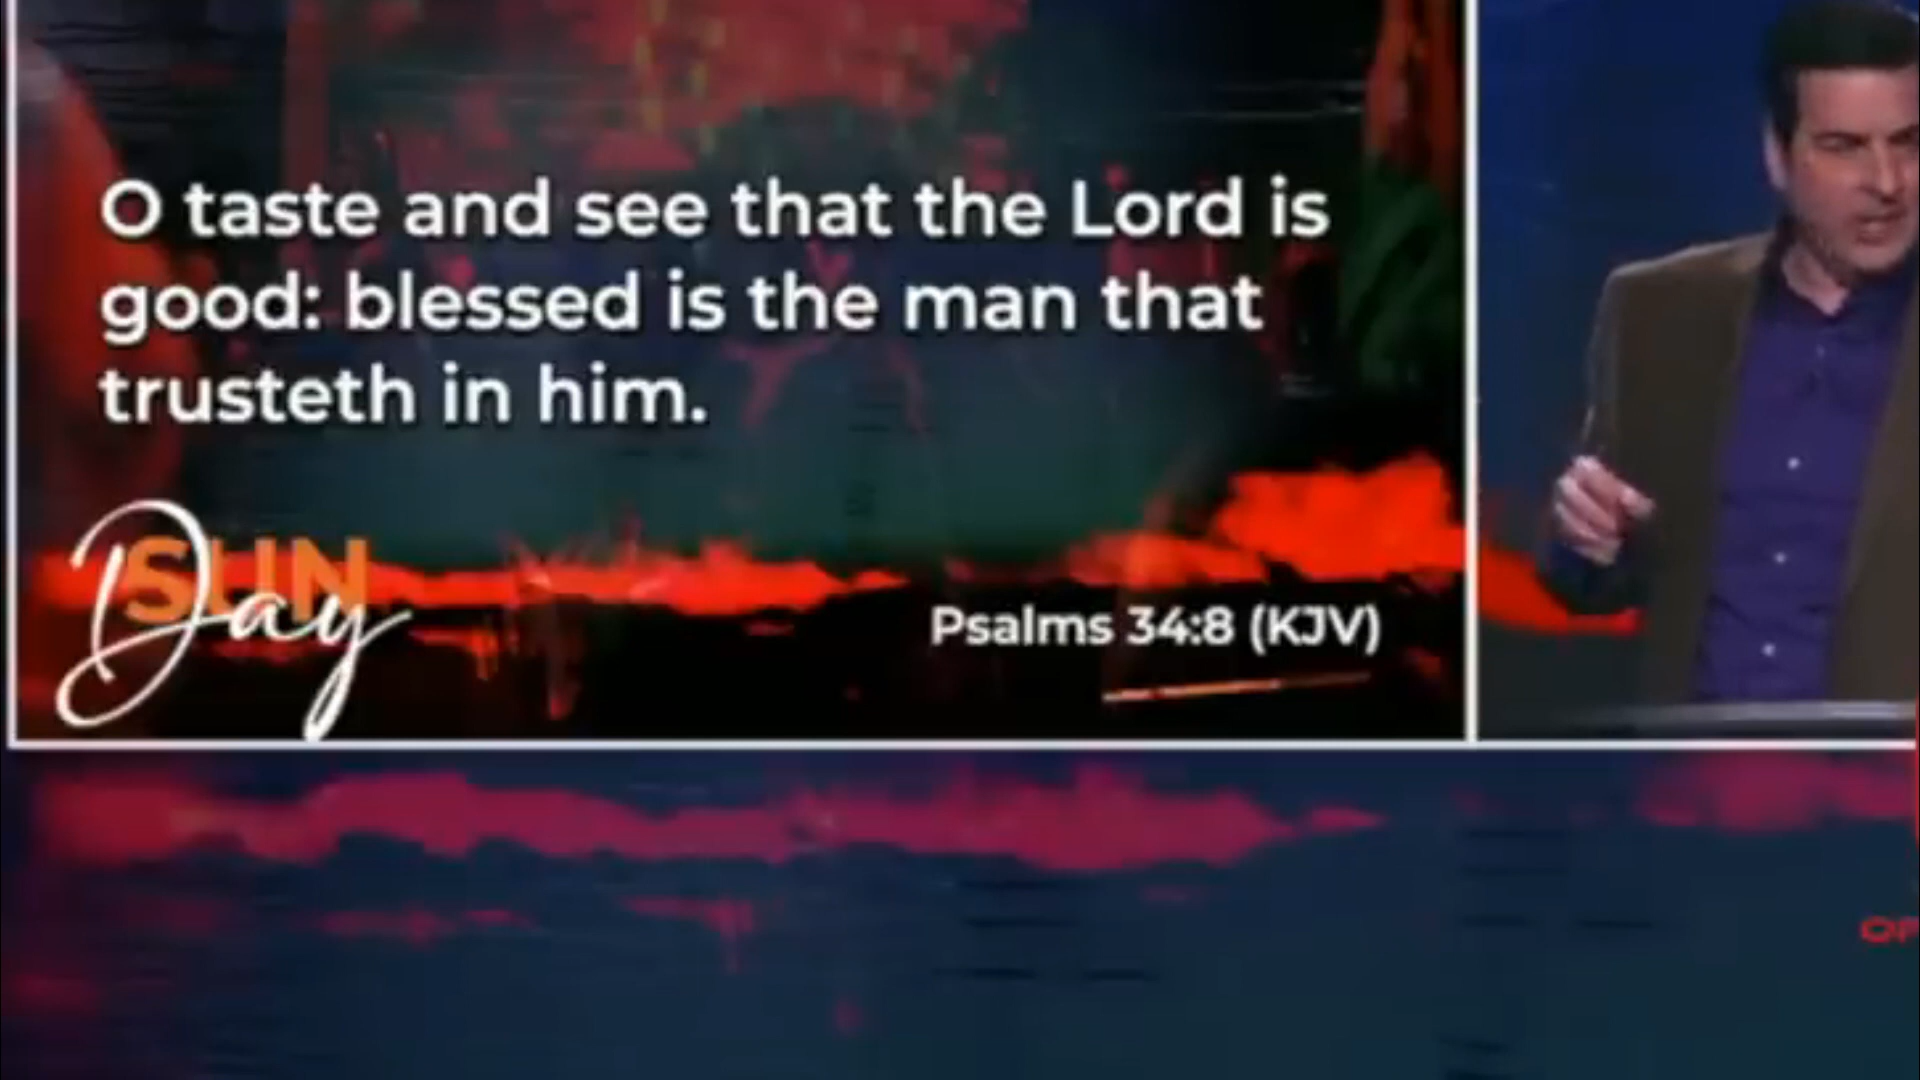 O taste and see that the Lord is
good: blessed is the man that
trusteth in him.
SUN
Day
Psalms 34:8 (KJV)